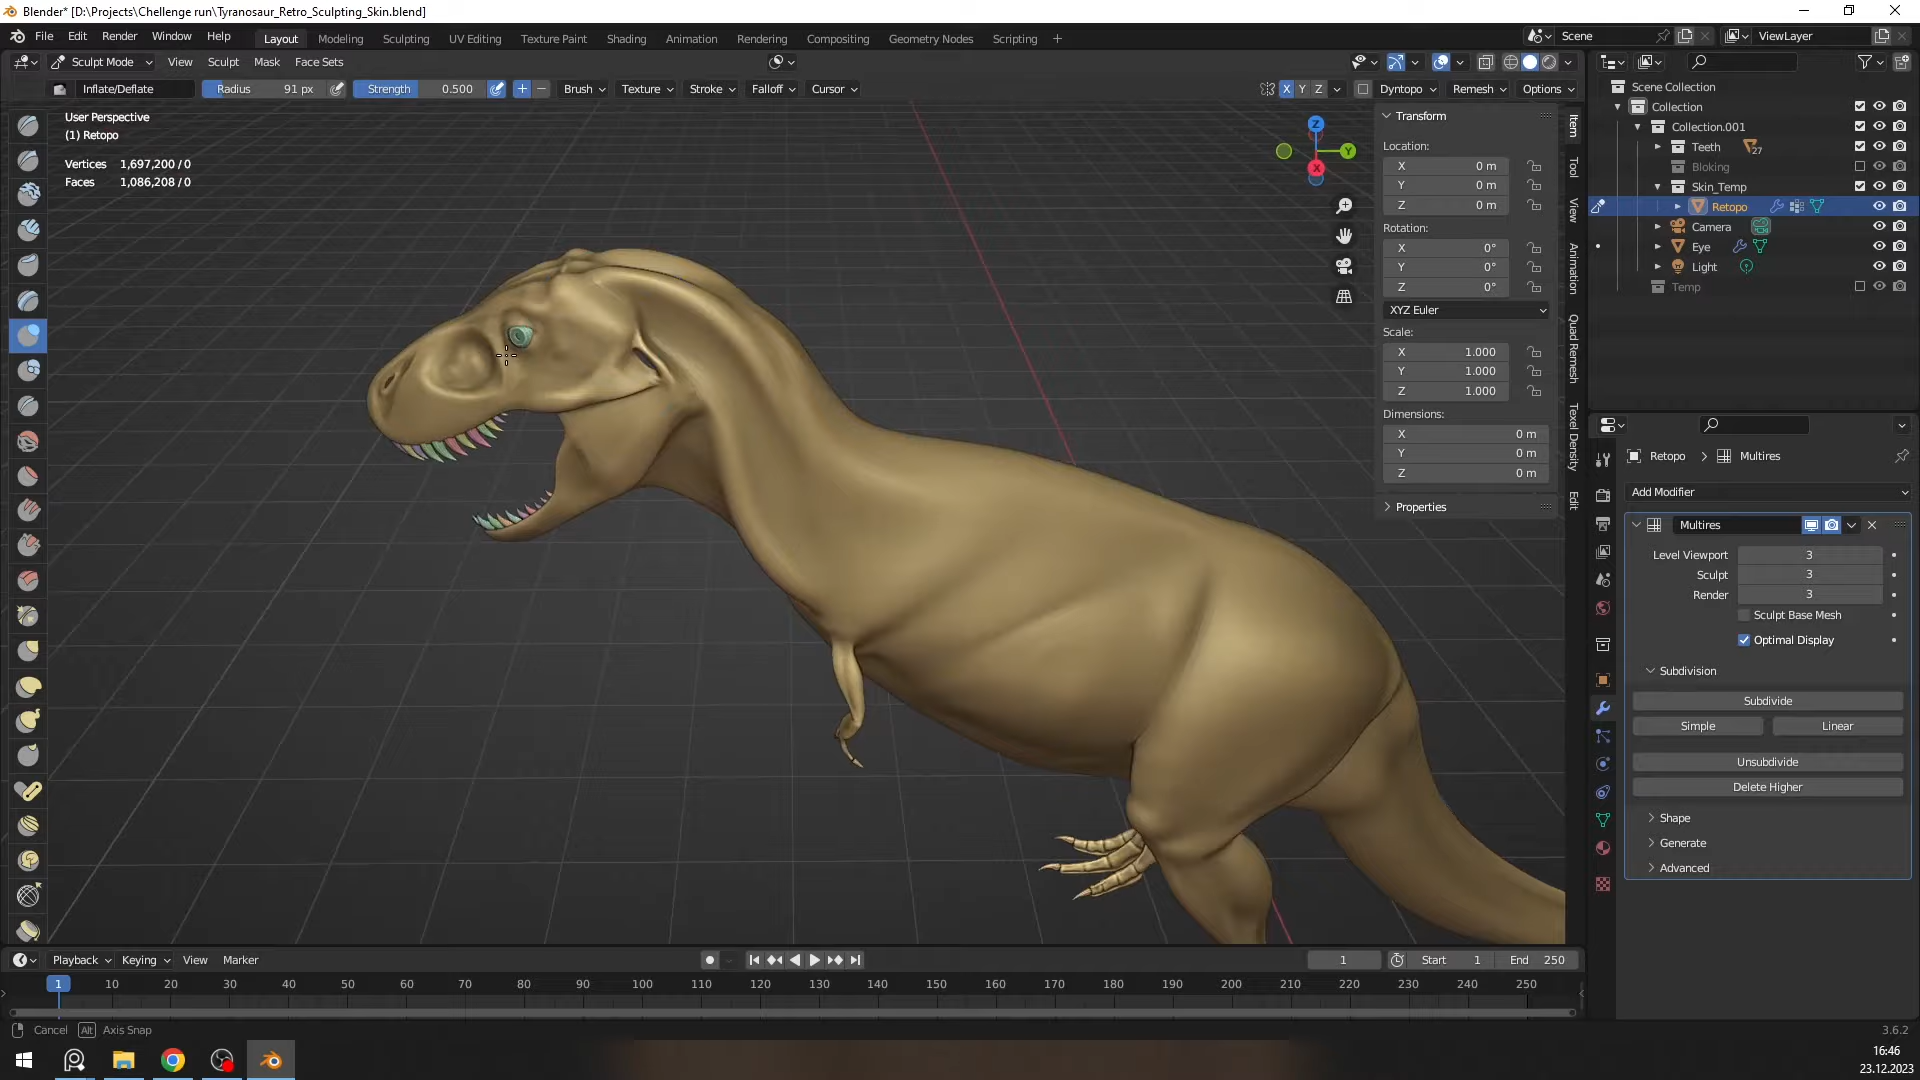 Blender* [D:\Projects\Chellenge run\Tyranosaur_Retro_Sculpting_Skin.blend]
File Edit Render Window Help Layout Modeling Sculpting UV Editing Texture Paint Shading Animation Rendering Compositing Geometry Nodes Scripting + Scene ViewLayer
Sculpt Mode View Sculpt Mask Face Sets
Inflate/Deflate Radius 91 px Strength 0.500 Brush Texture Stroke Falloff Cursor X Y Z Dyntopo Remesh Options
User Perspective
(1) Retopo
Vertices 1,697,200 / 0
Faces 1,086,208 / 0
Z
Y
X
Item
Tool
View
Animation
Quad Remesh
Texel Density
Edit
Transform
Location:
X 0 m
Y 0 m
Z 0 m
Rotation:
X 0°
Y 0°
Z 0°
XYZ Euler
Scale:
X 1.000
Y 1.000
Z 1.000
Dimensions:
X 0 m
Y 0 m
Z 0 m
Properties
Scene Collection
Collection
Collection.001
Teeth 27
Bloking
Skin_Temp
Retopo
Camera
Eye
Light
Temp
Retopo > Multires
Add Modifier
Multires
Level Viewport 3
Sculpt 3
Render 3
Sculpt Base Mesh
Optimal Display
Subdivision
Subdivide
Simple Linear
Unsubdivide
Delete Higher
Shape
Generate
Advanced
Playback Keying View Marker 1 Start 1 End 250
1 10 20 30 40 50 60 70 80 90 100 110 120 130 140 150 160 170 180 190 200 210 220 230 240 250
Cancel Alt Axis Snap 3.6.2
16:46
23.12.2023